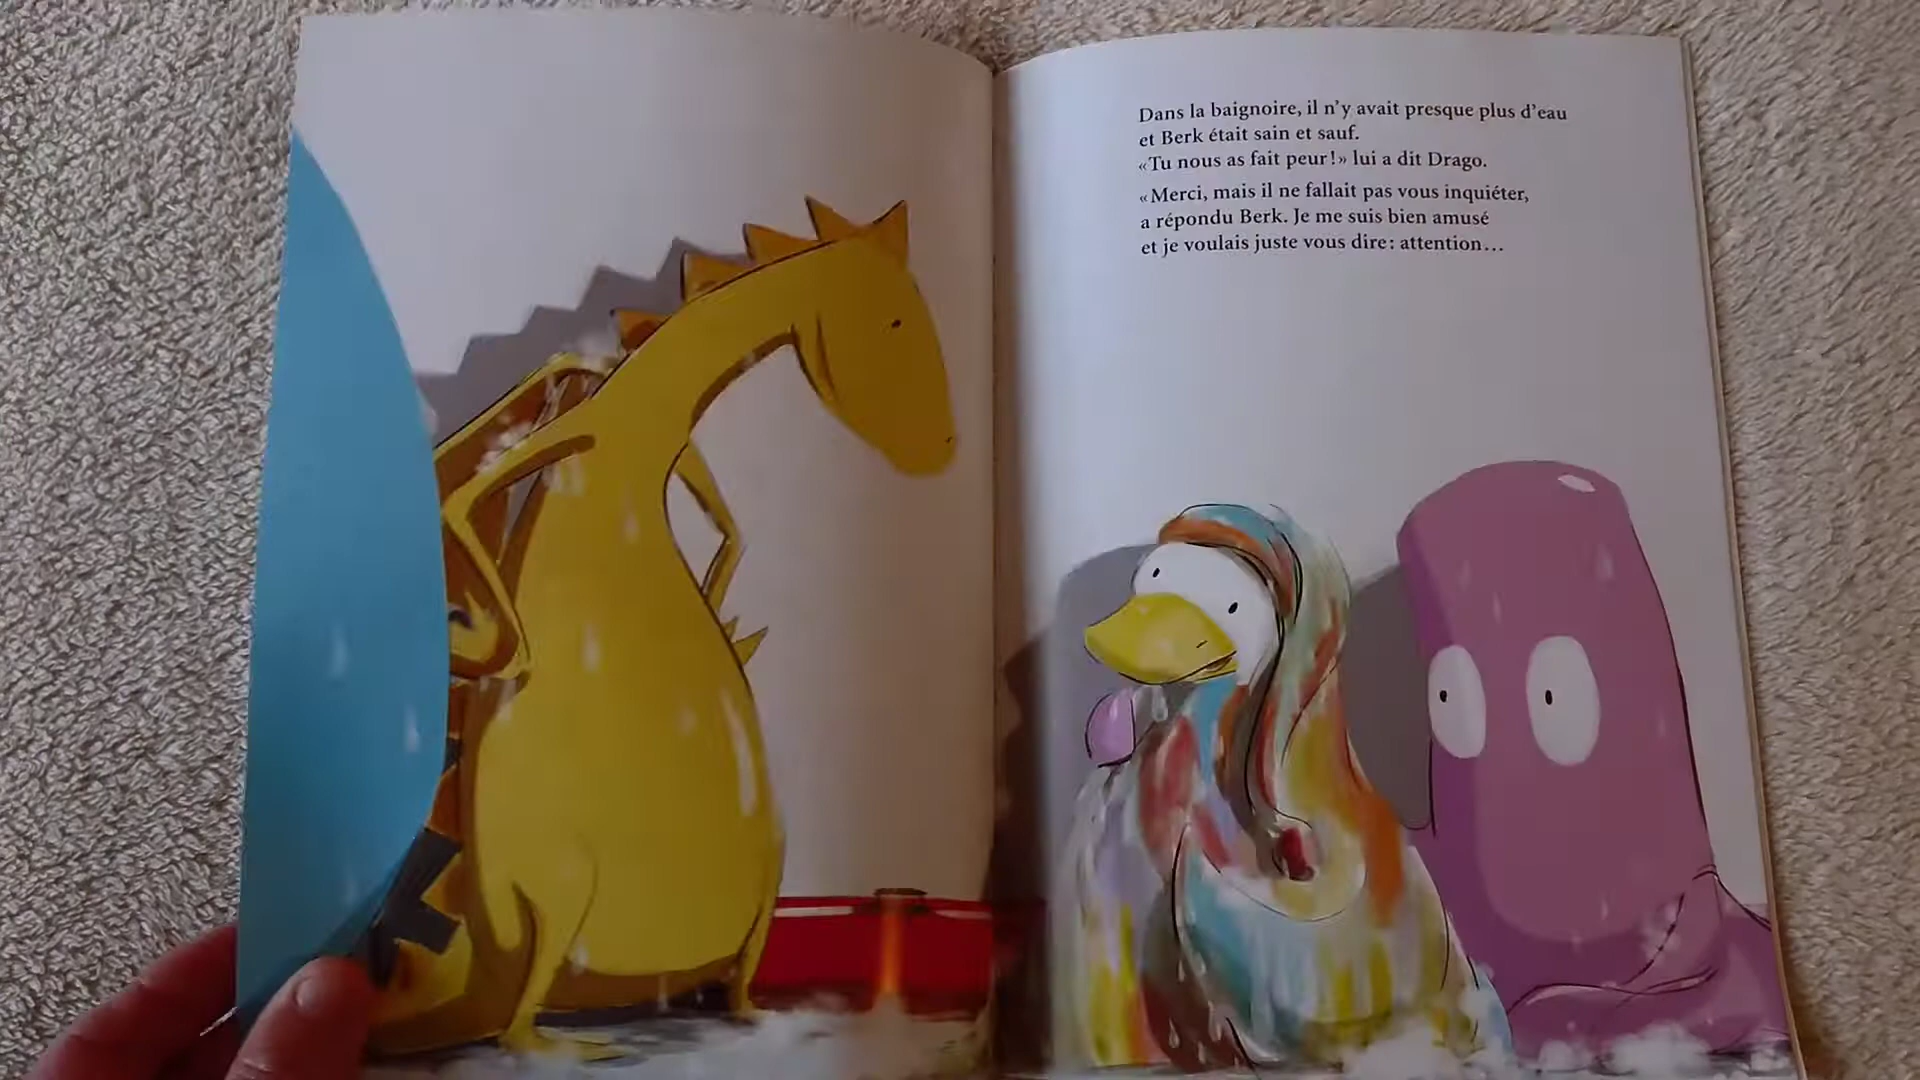 Dans la baignoire, il n'y avait presque plus d'eau
et Berk était sain et sauf.
«Tu nous as fait peur!» lui a dit Drago.
«Merci, mais il ne fallait pas vous inquiéter,
a répondu Berk. Je me suis bien amusé
et je voulais juste vous dire: attention...